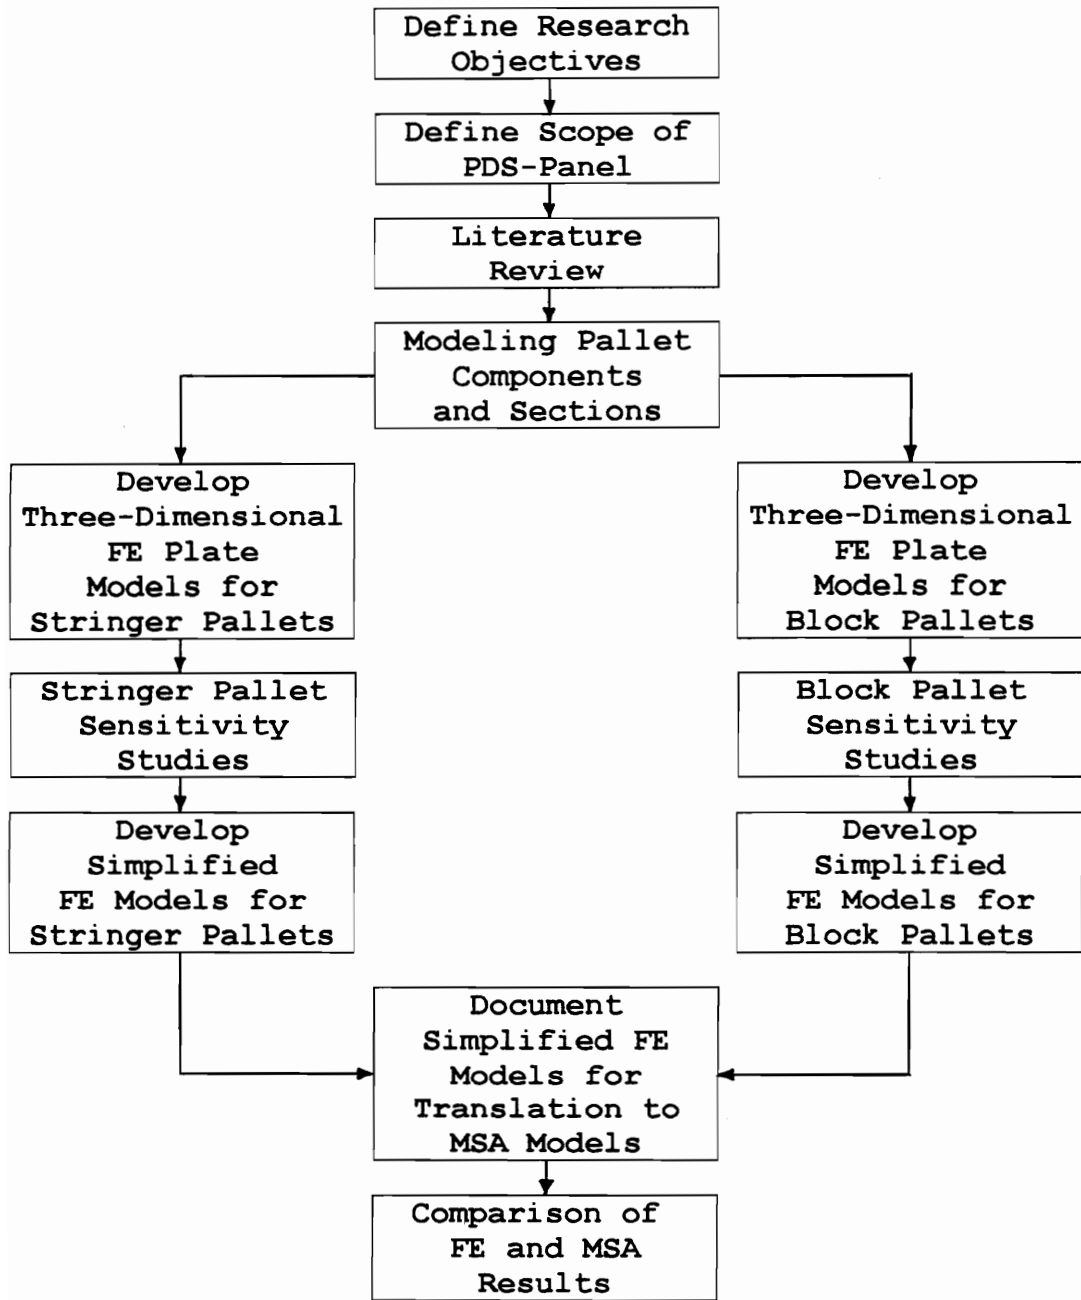 Define Research
Objectives
Define Scope of
PDS-Panel
Literature
Review
Modeling Pallet
Components
and Sections
Develop
Three-Dimensional
FE Plate
Models for
Stringer Pallets
Stringer Pallet
Sensitivity
Studies
Develop
Simplified
FE Models for
Stringer Pallets
Develop
Three-Dimensional
FE Plate
Models for
Block Pallets
Block Pallet
Sensitivity
Studies
Develop
Simplified
FE Models for
Block Pallets
Document
Simplified FE
Models for
Translation to
MSA Models
Comparison of
FE and MSA
Results